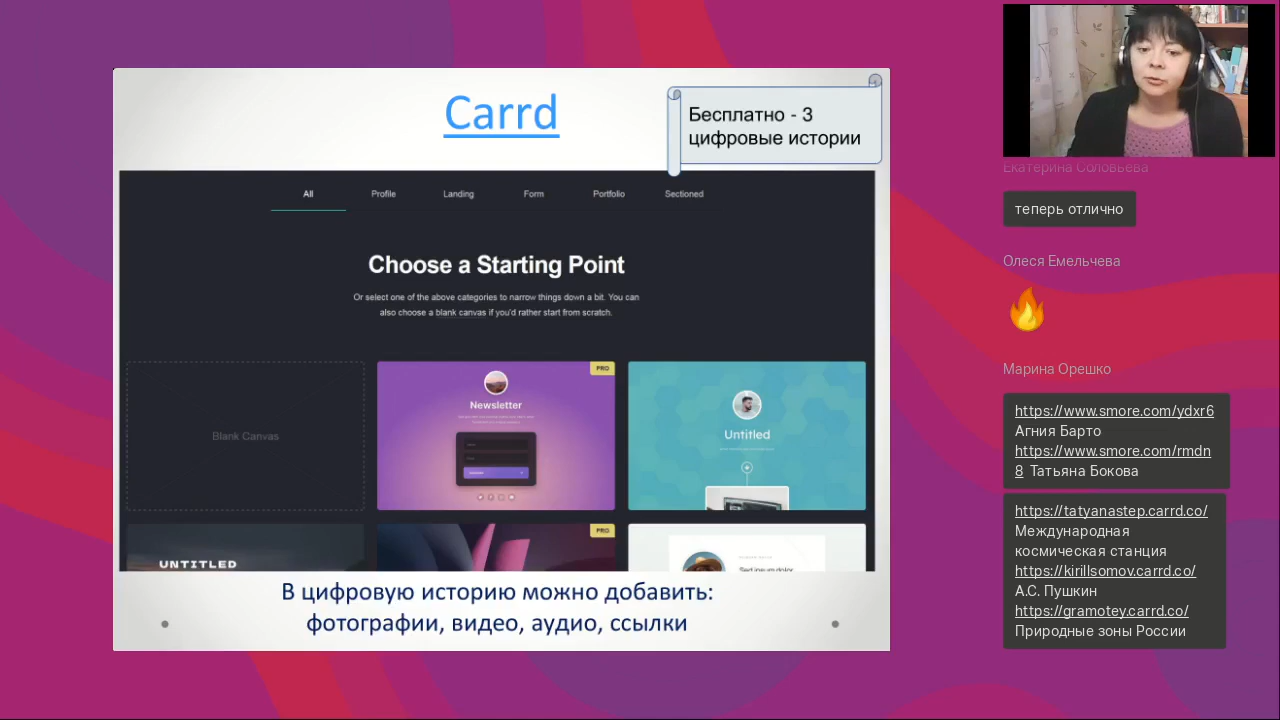 Carrd
Бесплатно - 3
цифровые истории
All
Profile
Landing
Form
Portfolio
Sectioned
Choose a Starting Point
Or select one of the above categories to narrow things down a bit. You can
also choose a blank canvas if you'd rather start from scratch.
Blank Canvas
PRO
Newsletter
Untitled
UNTITLED
PRO
Sed ipsum dolor
В цифровую историю можно добавить:
фотографии, видео, аудио, ссылки
Екатерина Соловьева
теперь отлично
Олеся Емельчева
Марина Орешко
https://www.smore.com/ydxr6
Агния Барто
https://www.smore.com/rmdn
8 Татьяна Бокова
https://tatyanastep.carrd.co/
Международная
космическая станция
https://kirillsomov.carrd.co/
А.С. Пушкин
https://gramotey.carrd.co/
Природные зоны России